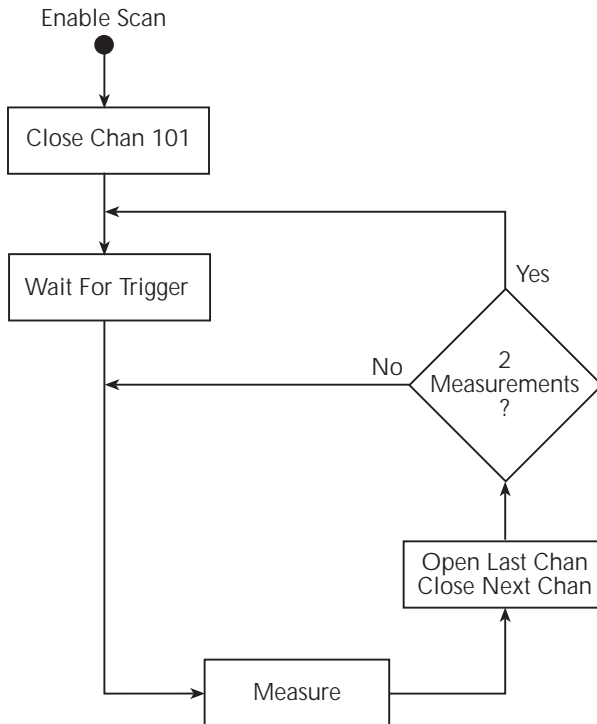 Enable Scan
Close Chan 101
Wait For Trigger
Yes
No
2
Measurements
?
Open Last Chan
Close Next Chan
Measure